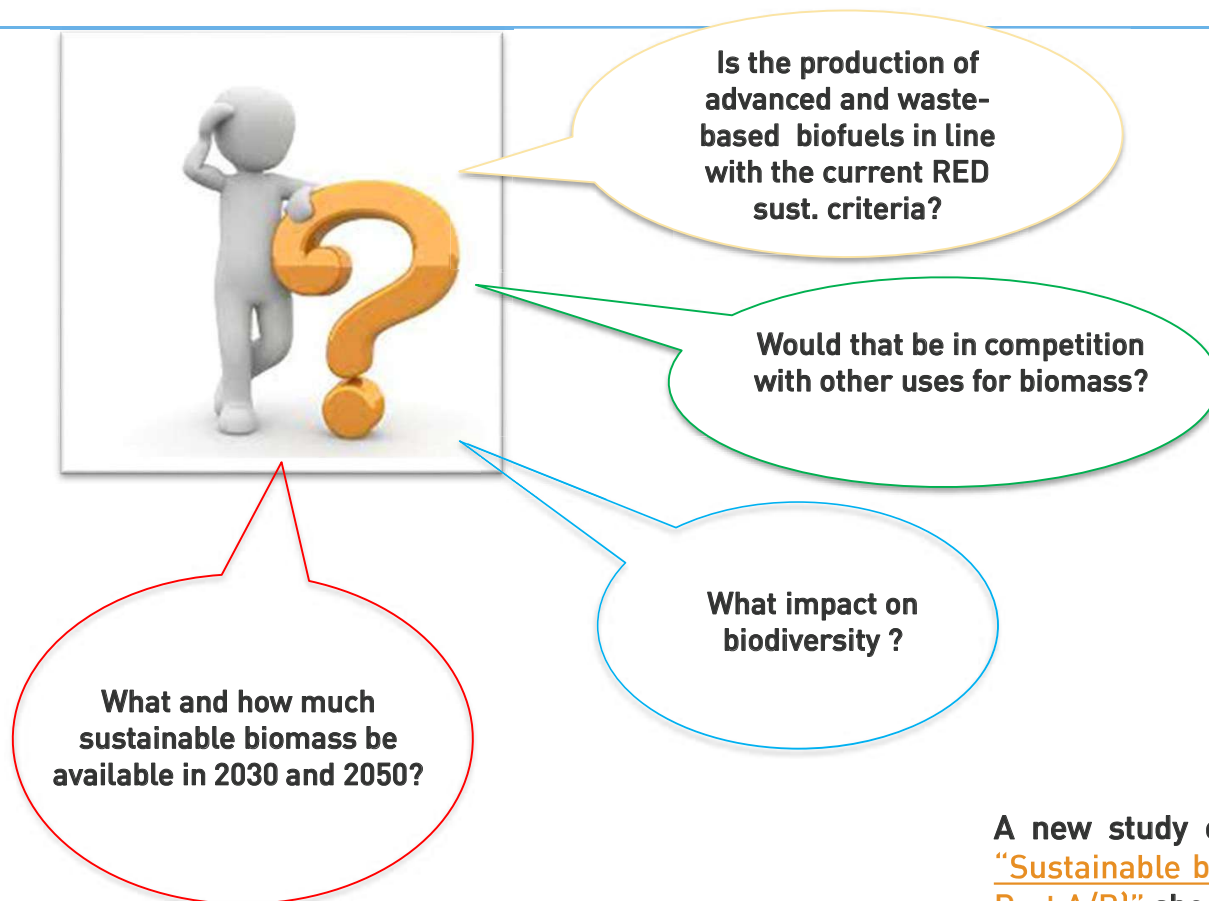 Is the production of
advanced and waste-
based biofuels in line
with the current RED
sust. criteria?
Would that be in competition
with other uses for biomass?
What impact on
biodiversity ?
What and how much
sustainable biomass be
available in 2030 and 2050?
A new study
“Sustainable